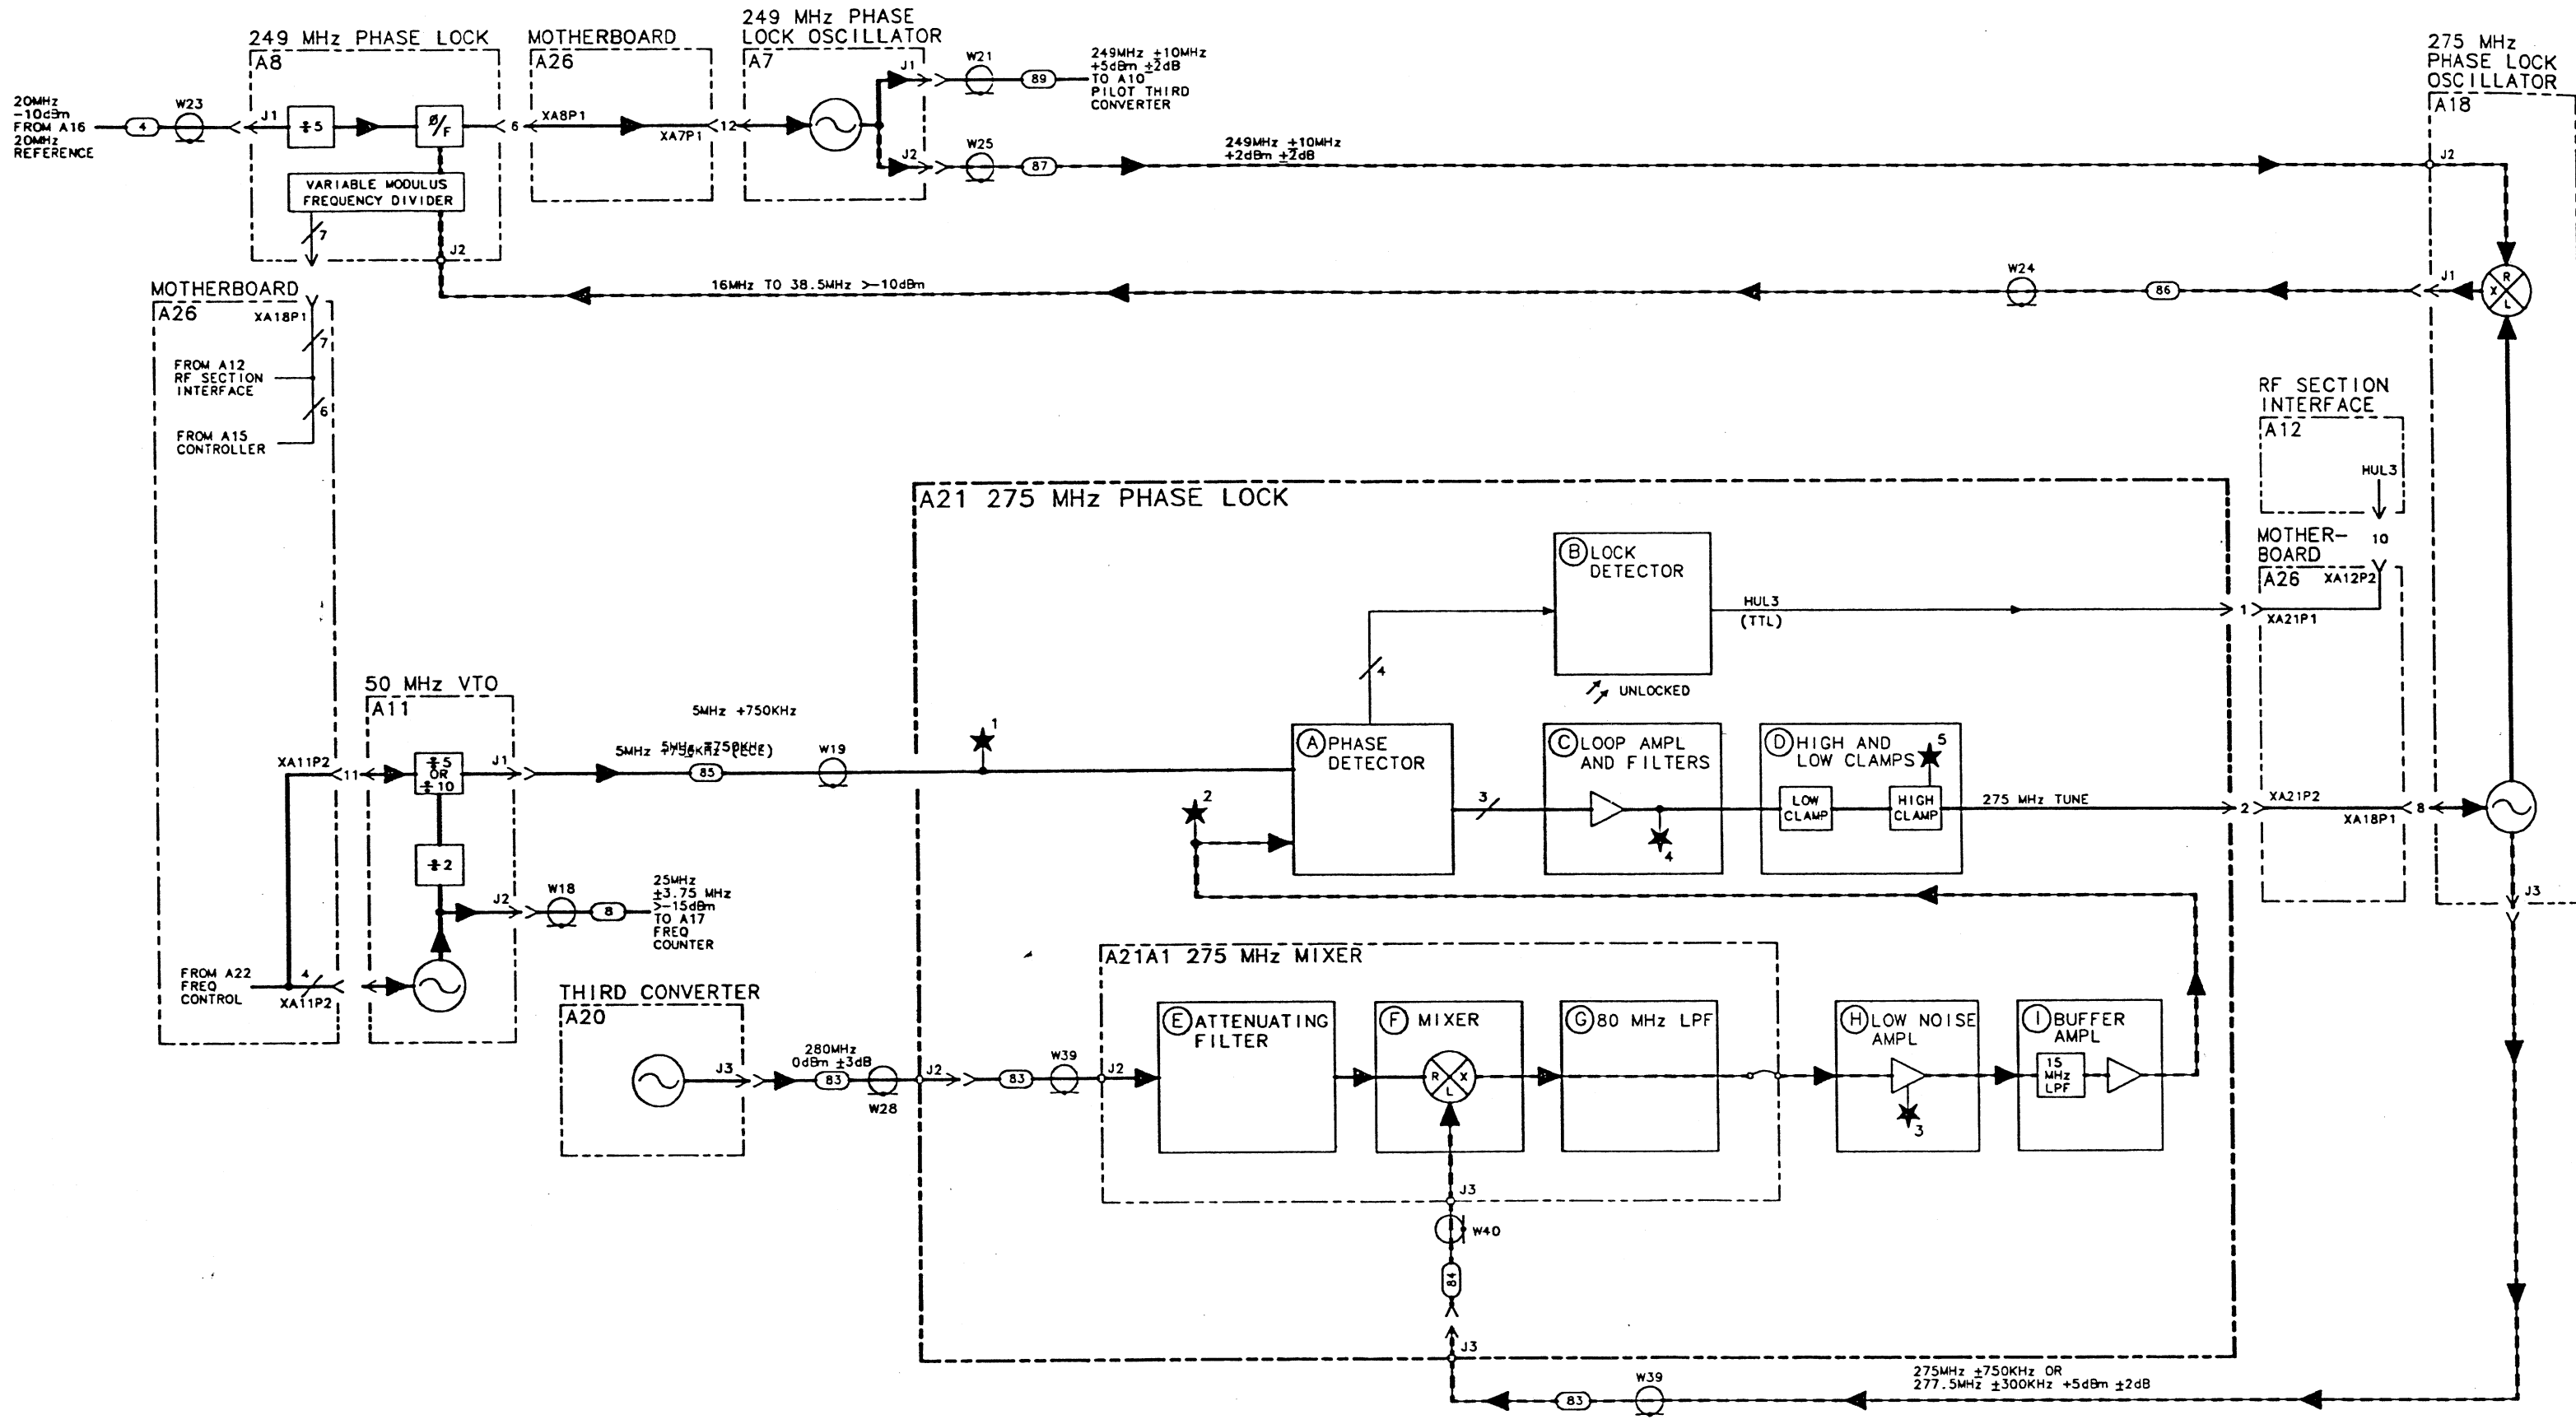 249 MHz PHASE LOCK
A8
MOTHERBOARD
A26
249 MHz PHASE
LOCK OSCILLATOR
A7
275 MHz
PHASE LOCK
OSCILLATOR
A18
20MHz
-10dBm
FROM A16
20MHz
REFERENCE
4
W23
J1
÷5
Ø/F
6
XA8P1
XA7P1
12
J1
W21
89
249MHz ±10MHz
+5dBm ±2dB
TO A10
PILOT THIRD
CONVERTER
J2
W25
87
249MHz ±10MHz
+2dBm ±2dB
J2
VARIABLE MODULUS
FREQUENCY DIVIDER
7
J2
16MHz TO 38.5MHz >-10dBm
W24
86
J1
R
X
L
MOTHERBOARD
A26
XA18P1
7
FROM A12
RF SECTION
INTERFACE
6
FROM A15
CONTROLLER
RF SECTION
INTERFACE
A12
HUL3
10
MOTHER-
BOARD
A26
XA12P2
A21 275 MHz PHASE LOCK
B LOCK
DETECTOR
HUL3
(TTL)
1
XA21P1
UNLOCKED
4
50 MHz VTO
A11
XA11P2
11
÷5
OR
÷10
J1
5MHz +750KHz
85
W19
1
A PHASE
DETECTOR
2
3
C LOOP AMPL
AND FILTERS
4
D HIGH AND
LOW CLAMPS
5
LOW
CLAMP
HIGH
CLAMP
275 MHz TUNE
2
XA21P2
XA18P1
8
÷2
J2
W18
8
25MHz
±3.75 MHz
>-15dBm
TO A17
FREQ
COUNTER
FROM A22
FREQ
CONTROL
4
XA11P2
J3
THIRD CONVERTER
A20
J3
280MHz
0dBm ±3dB
83
W28
J2
83
W39
J2
A21A1 275 MHz MIXER
E ATTENUATING
FILTER
F MIXER
R
X
L
G 80 MHz LPF
H LOW NOISE
AMPL
3
I BUFFER
AMPL
15
MHz
LPF
J3
W40
84
J3
83
W39
275MHz ±750KHz OR
277.5MHz ±300KHz +5dBm ±2dB